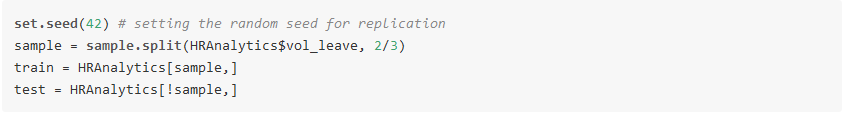 set.seed(42) # setting the random seed for replication
sample = sample.split(HRAnalytics$vol_leave, 2/3)
train = HRAnalytics[sample,]
test = HRAnalytics[!sample,]